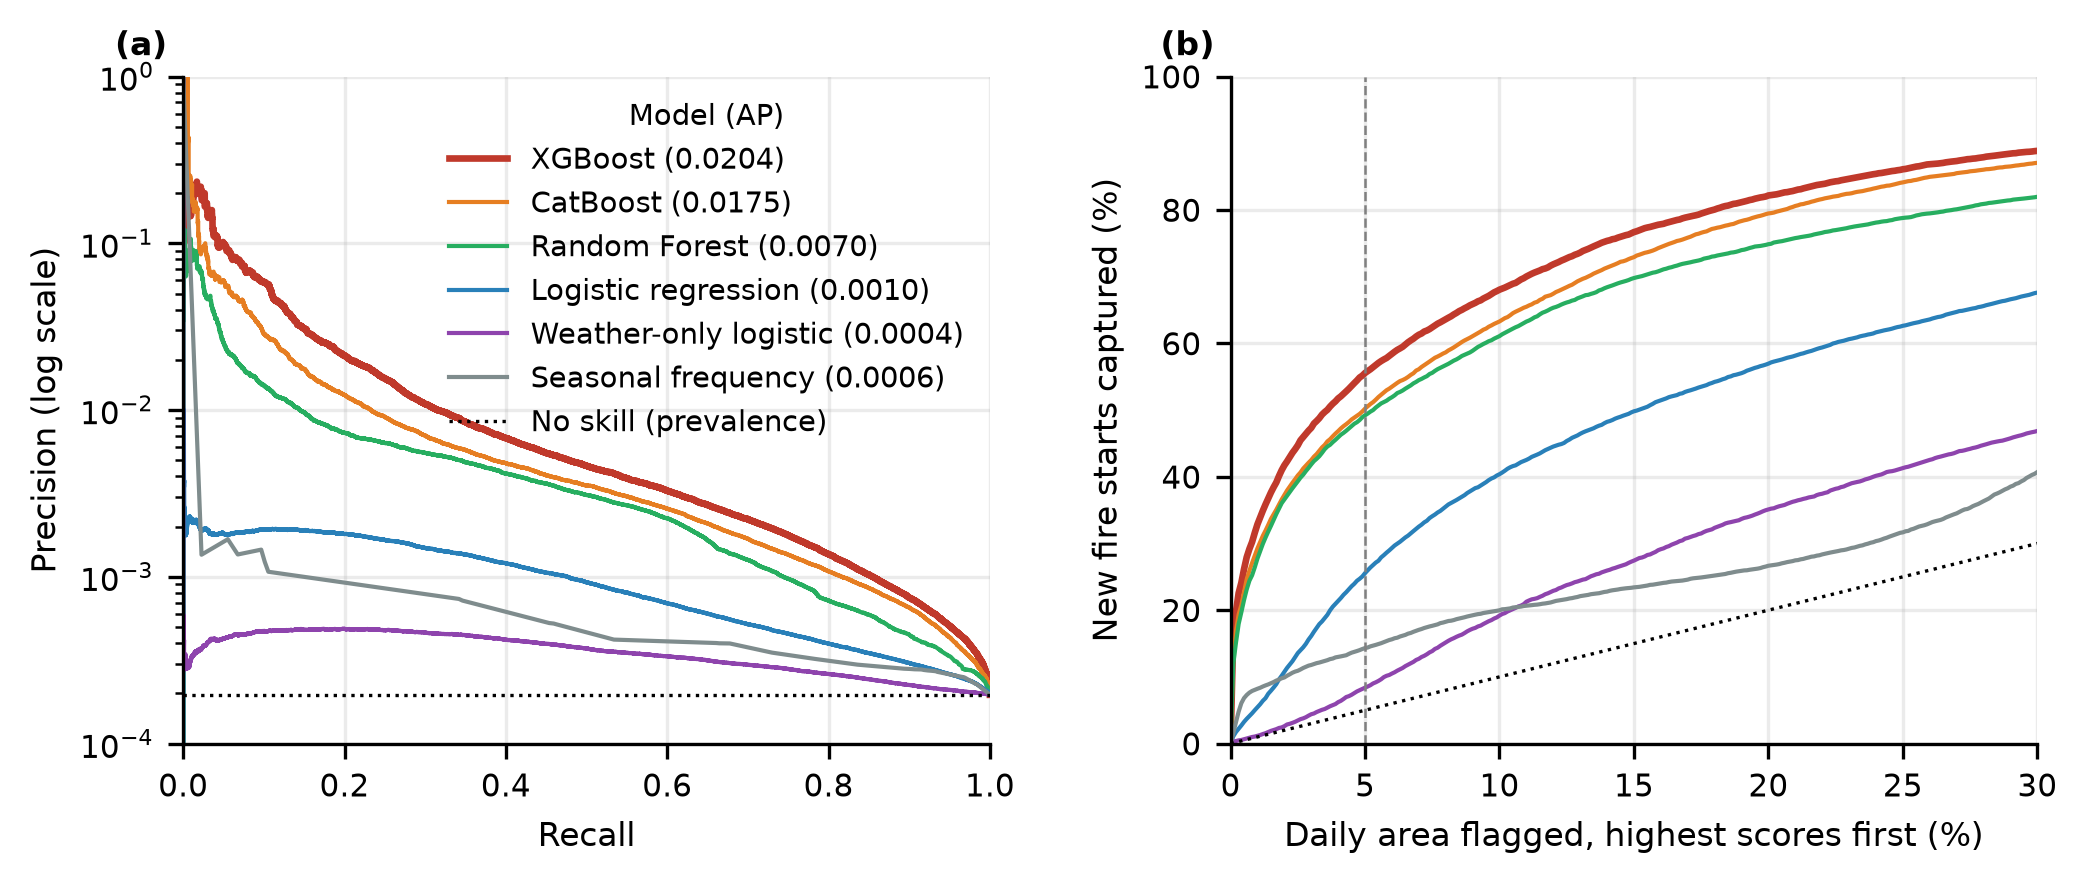 (a)
10⁰
10⁻¹
10⁻²
10⁻³
10⁻⁴
Precision (log scale)
Model (AP)
XGBoost (0.0204)
CatBoost (0.0175)
Random Forest (0.0070)
Logistic regression (0.0010)
Weather-only logistic (0.0004)
Seasonal frequency (0.0006)
No skill (prevalence)
0.0 0.2 0.4 0.6 0.8 1.0
Recall
(b)
100
80
60
40
20
0
New fire starts captured (%)
0 5 10 15 20 25 30
Daily area flagged, highest scores first (%)